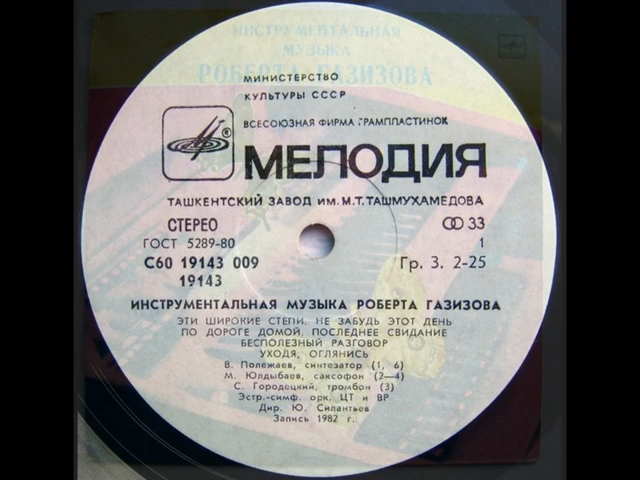 ИНСТРУМЕНТАЛЬНАЯ
МУЗЫКА
РОБЕРТА ГАЗИЗОВА
МИНИСТЕРСТВО
КУЛЬТУРЫ СССР
ВСЕСОЮЗНАЯ ФИРМА ГРАМПЛАСТИНОК
®
МЕЛОДИЯ
ТАШКЕНТСКИЙ ЗАВОД ИМ. М.Т. ТАШМУХАМЕДОВА
СТЕРЕО 33
ГОСТ 5289-80 1
С60 19143 009 Гр. 3. 2-25
19143
ИНСТРУМЕНТАЛЬНАЯ МУЗЫКА РОБЕРТА ГАЗИЗОВА
ЭТИ ШИРОКИЕ СТЕПИ, НЕ ЗАБУДЬ ЭТОТ ДЕНЬ
ПО ДОРОГЕ ДОМОЙ, ПОСЛЕДНЕЕ СВИДАНИЕ
БЕСПОЛЕЗНЫЙ РАЗГОВОР
УХОДЯ, ОГЛЯНИСЬ
В. Полежаев, синтезатор (1, 6)
М. Юлдыбаев, саксофон (2—4)
С. Городецкий, тромбон (3)
Эстр.-симф. орк. ЦТ и ВР
Дир. Ю. Силантьев
Запись 1982 г.